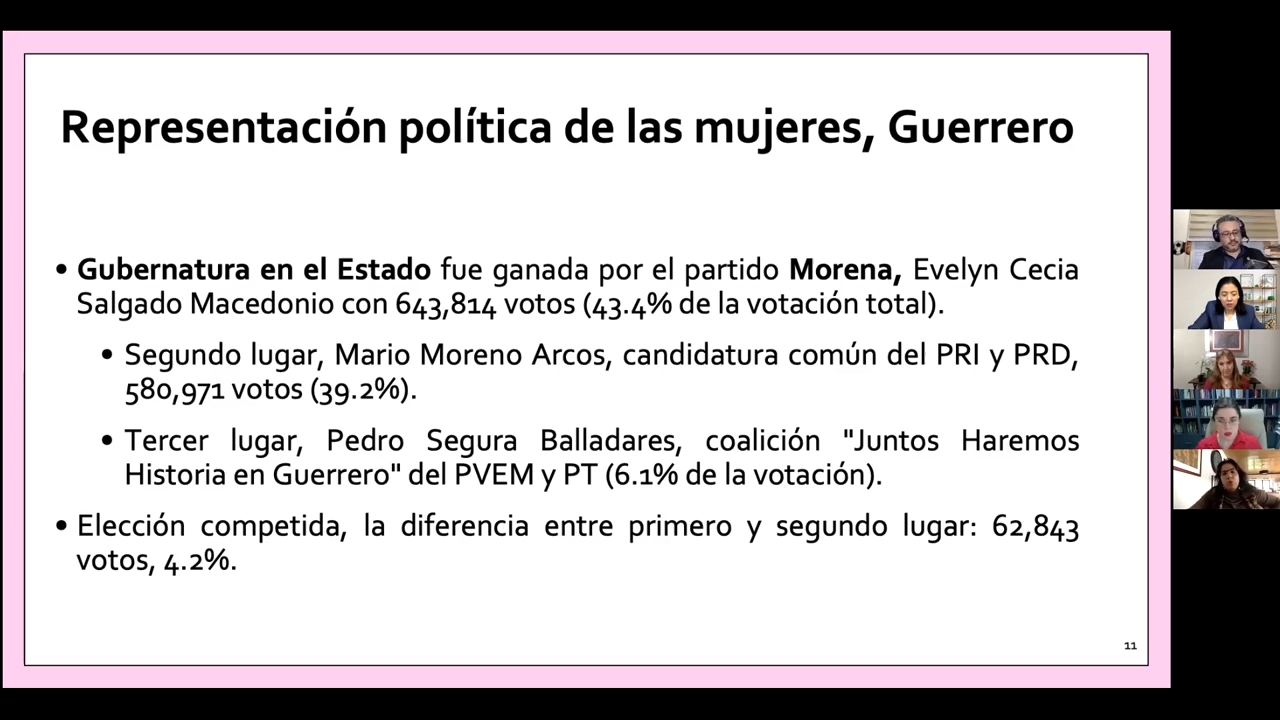 Representación política de las mujeres, Guerrero
• Gubernatura en el Estado fue ganada por el partido Morena, Evelyn Cecia
Salgado Macedonio con 643,814 votos (43.4% de la votación total).
• Segundo lugar, Mario Moreno Arcos, candidatura común del PRI y PRD,
580,971 votos (39.2%).
• Tercer lugar, Pedro Segura Balladares, coalición "Juntos Haremos
Historia en Guerrero" del PVEM y PT (6.1% de la votación).
• Elección competida, la diferencia entre primero y segundo lugar: 62,843
votos, 4.2%.
11